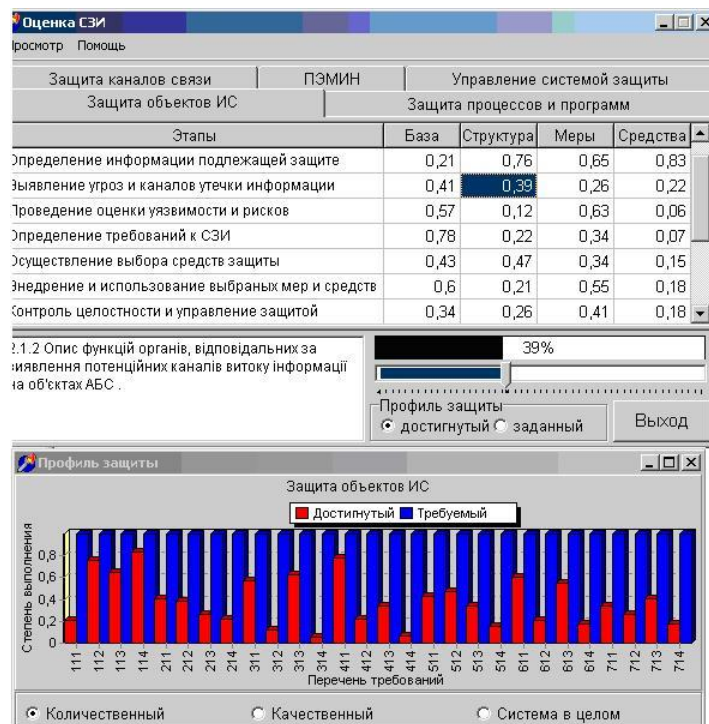 Оценка СЗИ
Просмотр Помощь
Защита каналов связи ПЭМИН Управление системой защиты
Защита объектов ИС Защита процессов и программ
Этапы База Структура Меры Средства
Определение информации подлежащей защите 0,21 0,76 0,65 0,83
Выявление угроз и каналов утечки информации 0,41 0,39 0,26 0,22
Проведение оценки уязвимости и рисков 0,57 0,12 0,63 0,06
Определение требований к СЗИ 0,78 0,22 0,34 0,07
Осуществление выбора средств защиты 0,43 0,47 0,34 0,15
Внедрение и использование выбраных мер и средств 0,6 0,21 0,55 0,18
Контроль целостности и управление защитой 0,34 0,26 0,41 0,18
2.1.2 Опис функцій органів, відповідальних за
виявлення потенційних каналів витоку інформації
на об'єктах АБС .
39%
Профиль защиты
достигнутый заданный
Выход
Профиль защиты
Защита объектов ИС
Достигнутый Требуемый
Степень выполнения
0,8
0,6
0,4
0,2
0
111 112 113 114 211 212 213 214 311 312 313 314 411 412 413 414 511 512 513 514 611 612 613 614 711 712 713 714
Перечень требований
Количественный Качественный Система в целом